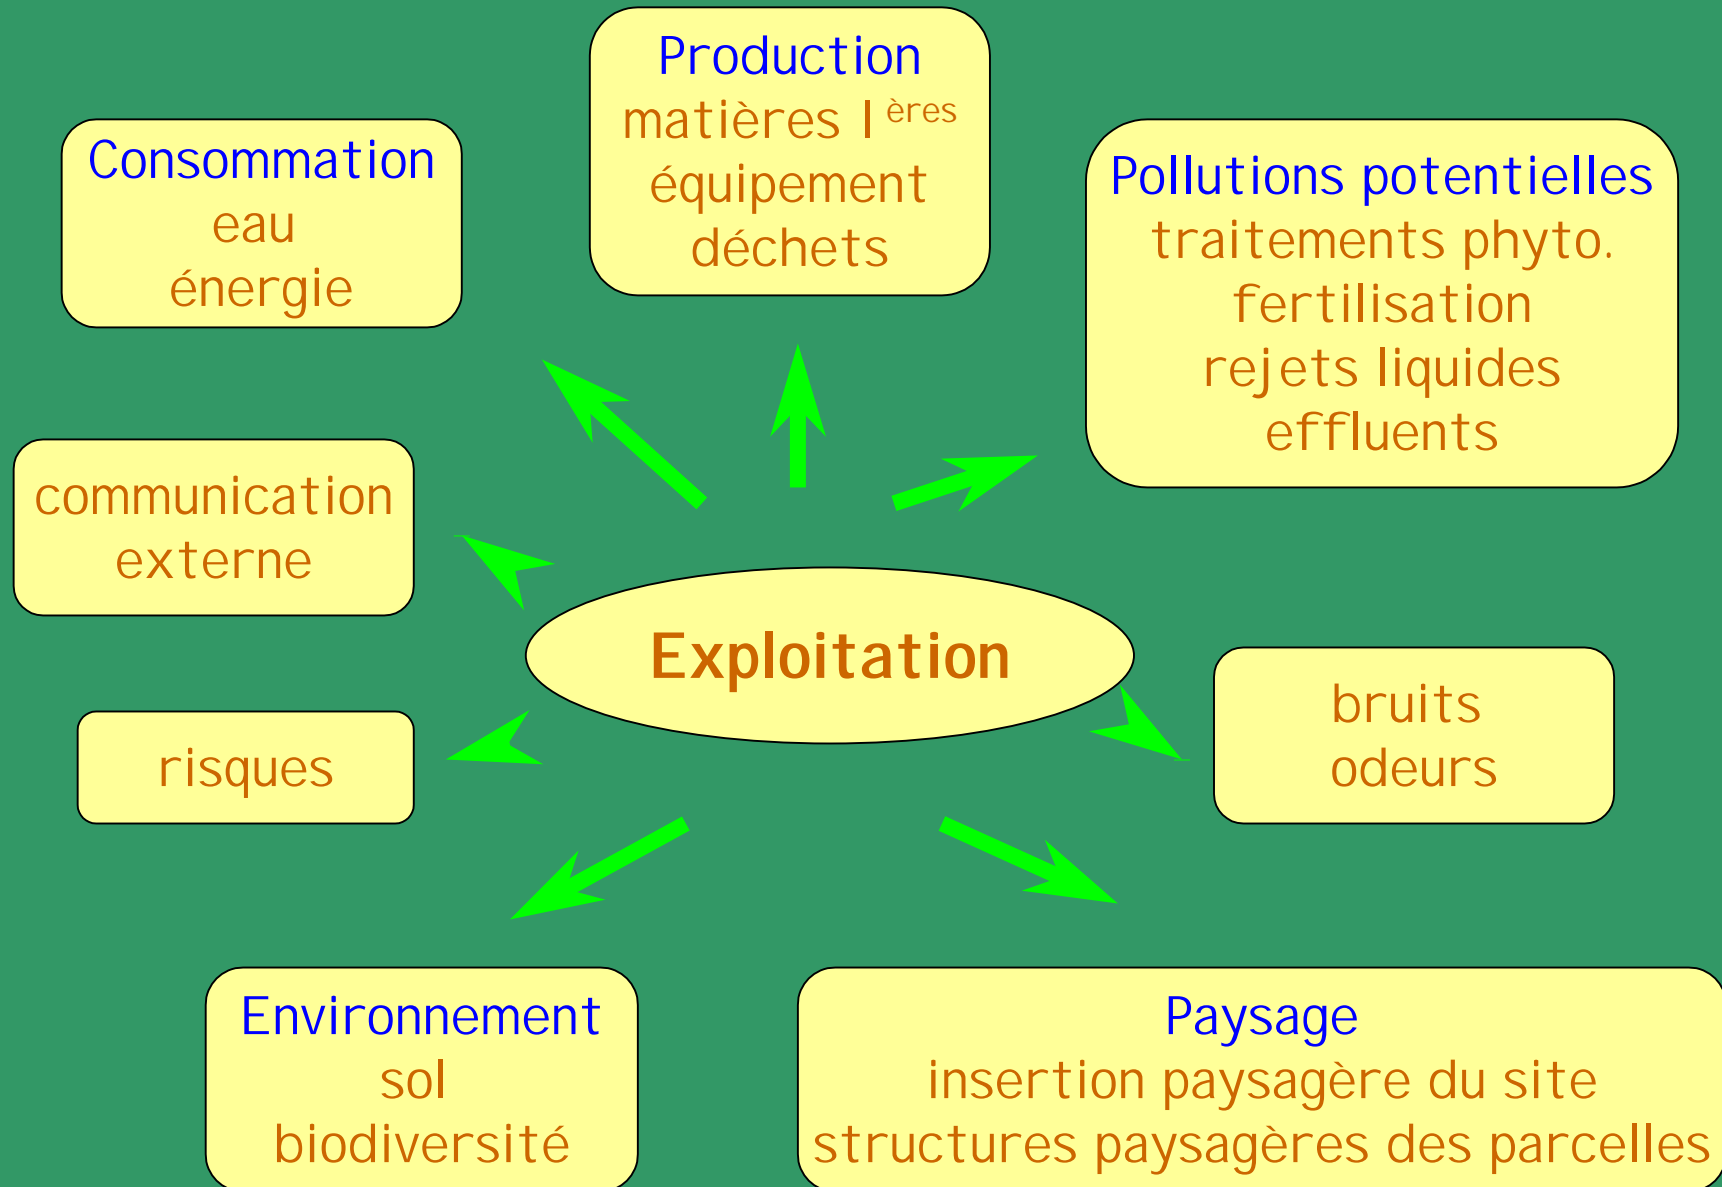 Production
matières I ères
équipement
déchets
Consommation
eau
énergie
Pollutions potentielles
traitements phyto.
fertilisation
rejets liquides
effluents
communication
externe
Exploitation
bruits
odeurs
risques
Environnement
sol
biodiversité
Paysage
insertion paysagère du site
structures paysagères des parcelles